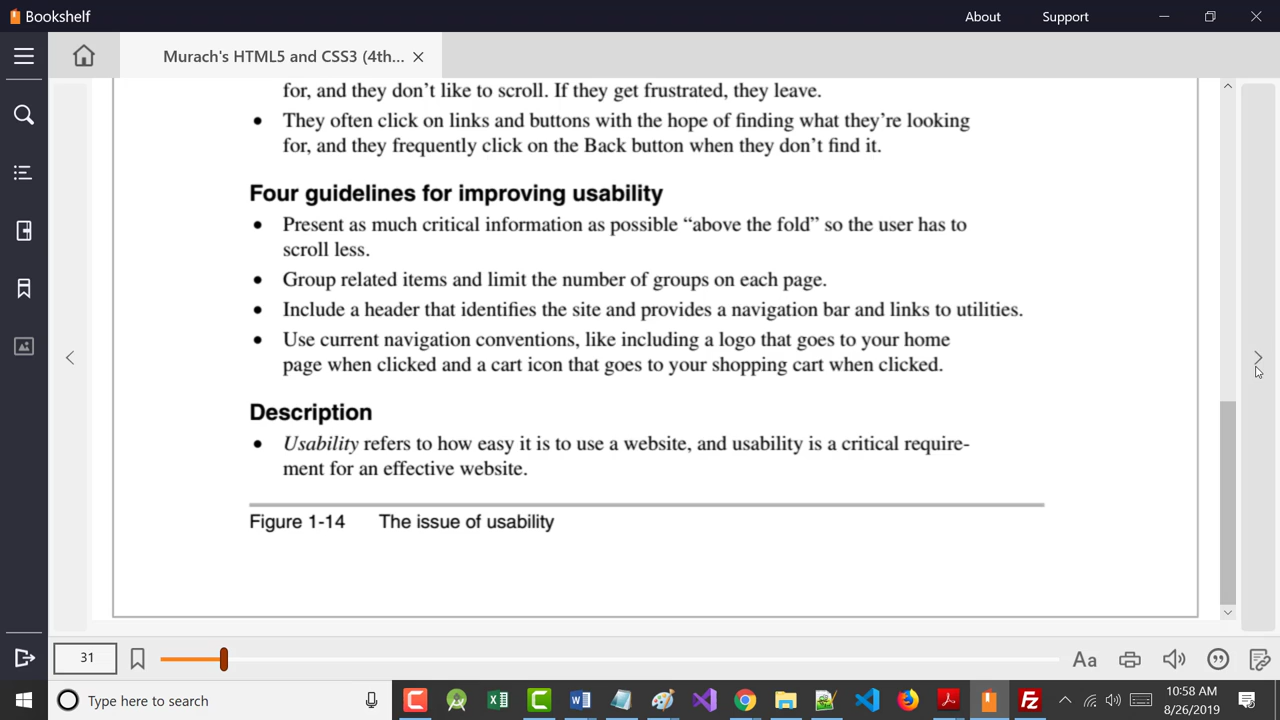 Bookshelf
About
Support
Murach's HTML5 and CSS3 (4th...
for, and they don’t like to scroll. If they get frustrated, they leave.
• They often click on links and buttons with the hope of finding what they’re looking
for, and they frequently click on the Back button when they don’t find it.
Four guidelines for improving usability
• Present as much critical information as possible “above the fold” so the user has to
scroll less.
• Group related items and limit the number of groups on each page.
• Include a header that identifies the site and provides a navigation bar and links to utilities.
• Use current navigation conventions, like including a logo that goes to your home
page when clicked and a cart icon that goes to your shopping cart when clicked.
Description
• Usability refers to how easy it is to use a website, and usability is a critical require-
ment for an effective website.
Figure 1-14 The issue of usability
31
Aa
Type here to search
10:58 AM
8/26/2019